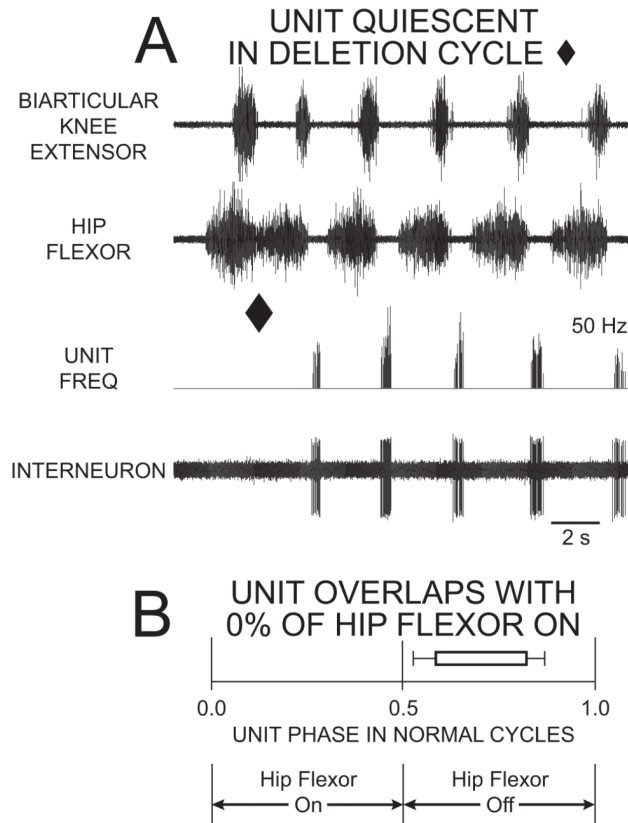 A
UNIT QUIESCENT
IN DELETION CYCLE ♦
BIARTICULAR
KNEE
EXTENSOR
HIP
FLEXOR
50 Hz
UNIT
FREQ
INTERNEURON
2 s
B
UNIT OVERLAPS WITH
0% OF HIP FLEXOR ON
0.0 0.5 1.0
UNIT PHASE IN NORMAL CYCLES
Hip Flexor Hip Flexor
On Off